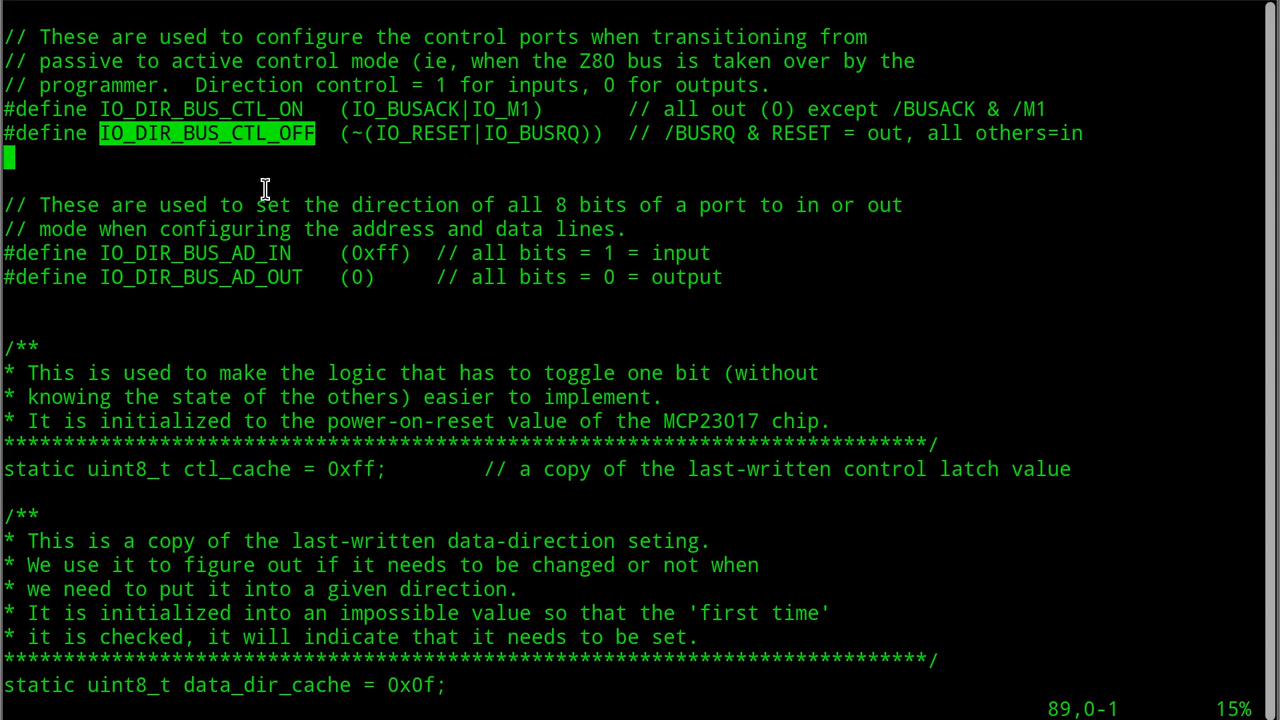 // These are used to configure the control ports when transitioning from
// passive to active control mode (ie, when the Z80 bus is taken over by the
// programmer.  Direction control = 1 for inputs, 0 for outputs.
#define IO_DIR_BUS_CTL_ON   (IO_BUSACK|IO_M1)       // all out (0) except /BUSACK & /M1
#define IO_DIR_BUS_CTL_OFF  (~(IO_RESET|IO_BUSRQ))  // /BUSRQ & RESET = out, all others=in
// These are used to set the direction of all 8 bits of a port to in or out
// mode when configuring the address and data lines.
#define IO_DIR_BUS_AD_IN    (0xff)  // all bits = 1 = input
#define IO_DIR_BUS_AD_OUT   (0)     // all bits = 0 = output
/**
* This is used to make the logic that has to toggle one bit (without
* knowing the state of the others) easier to implement.
* It is initialized to the power-on-reset value of the MCP23017 chip.
*****************************************************************************/
static uint8_t ctl_cache = 0xff;        // a copy of the last-written control latch value
/**
* This is a copy of the last-written data-direction seting.
* We use it to figure out if it needs to be changed or not when
* we need to put it into a given direction.
* It is initialized into an impossible value so that the 'first time'
* it is checked, it will indicate that it needs to be set.
*****************************************************************************/
static uint8_t data_dir_cache = 0x0f;
89,0-1        15%